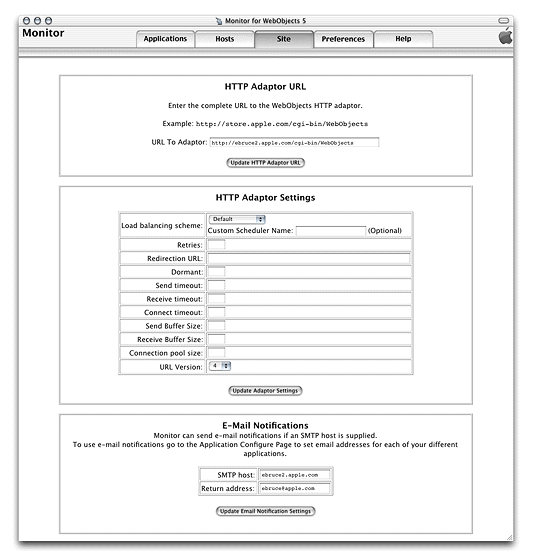 Monitor for WebObjects 5
Monitor
Applications
Hosts
Site
Preferences
Help
HTTP Adaptor URL
Enter the complete URL to the WebObjects HTTP adaptor.
Example: http://store.apple.com/cgi-bin/WebObjects
URL To Adaptor: http://ebruce2.apple.com/cgi-bin/WebObjects
Update HTTP Adaptor URL
HTTP Adaptor Settings
Load balancing scheme: Default
Custom Scheduler Name: (Optional)
Retries:
Redirection URL:
Dormant:
Send timeout:
Receive timeout:
Connect timeout:
Send Buffer Size:
Receive Buffer Size:
Connection pool size:
URL Version: 4
Update Adaptor Settings
E-Mail Notifications
Monitor can send e-mail notifications if an SMTP host is supplied.
To use e-mail notifications go to the Application Configure Page to set email addresses for each of your different
applications.
SMTP host: ebruce2.apple.com
Return address: ebruce@apple.com
Update Email Notification Settings